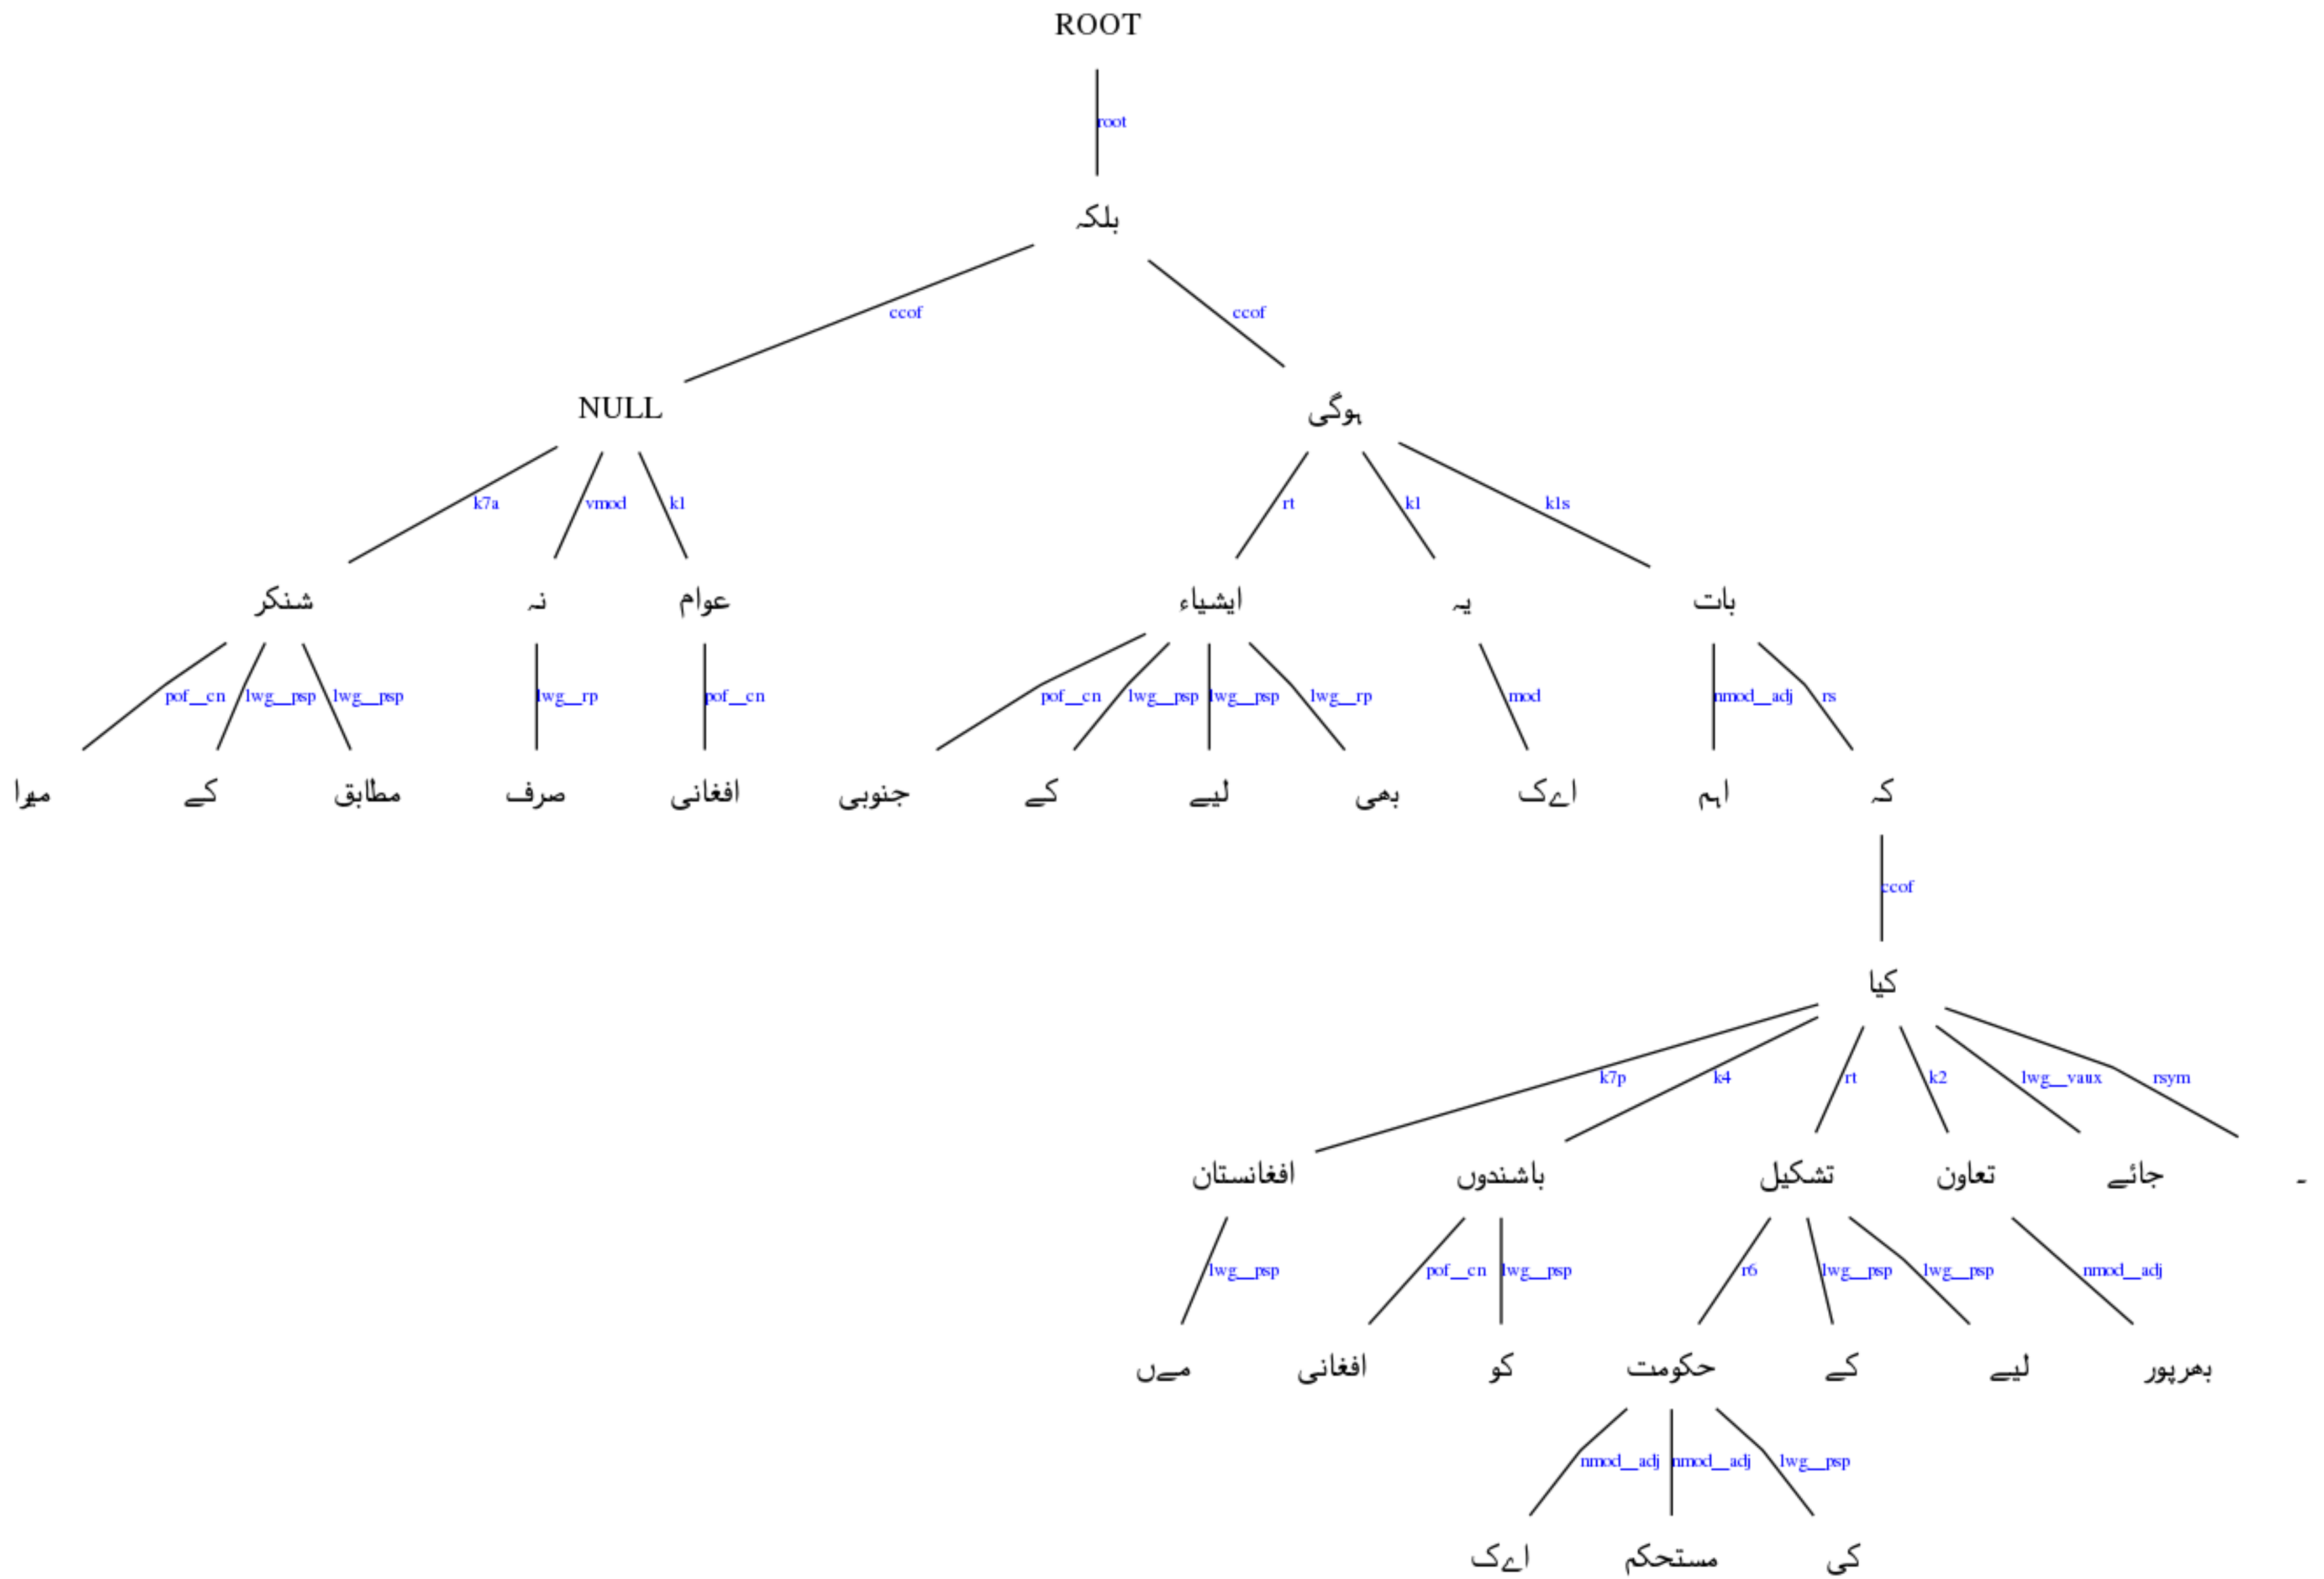 ROOT
root
بلکہ
ccof ccof
NULL ہوگی
k7a vmod k1 rt k1 k1s
شنکر نہ عوام ایشیاء یہ بات
pof__cn lwg__psp lwg__psp lwg__rp pof__cn pof__cn lwg__psp lwg__psp lwg__rp mod nmod__adj rs
میرا کے مطابق صرف افغانی جنوبی کے لیے بھی اےک اہم کہ
ccof
کیا
k7p k4 rt k2 lwg__vaux rsym
افغانستان باشندوں تشکیل تعاون جائے ۔
lwg__psp pof__cn lwg__psp r6 lwg__psp lwg__psp nmod__adj
مےں افغانی کو حکومت کے لیے بھرپور
nmod__adj nmod__adj lwg__psp
اےک مستحکم کی